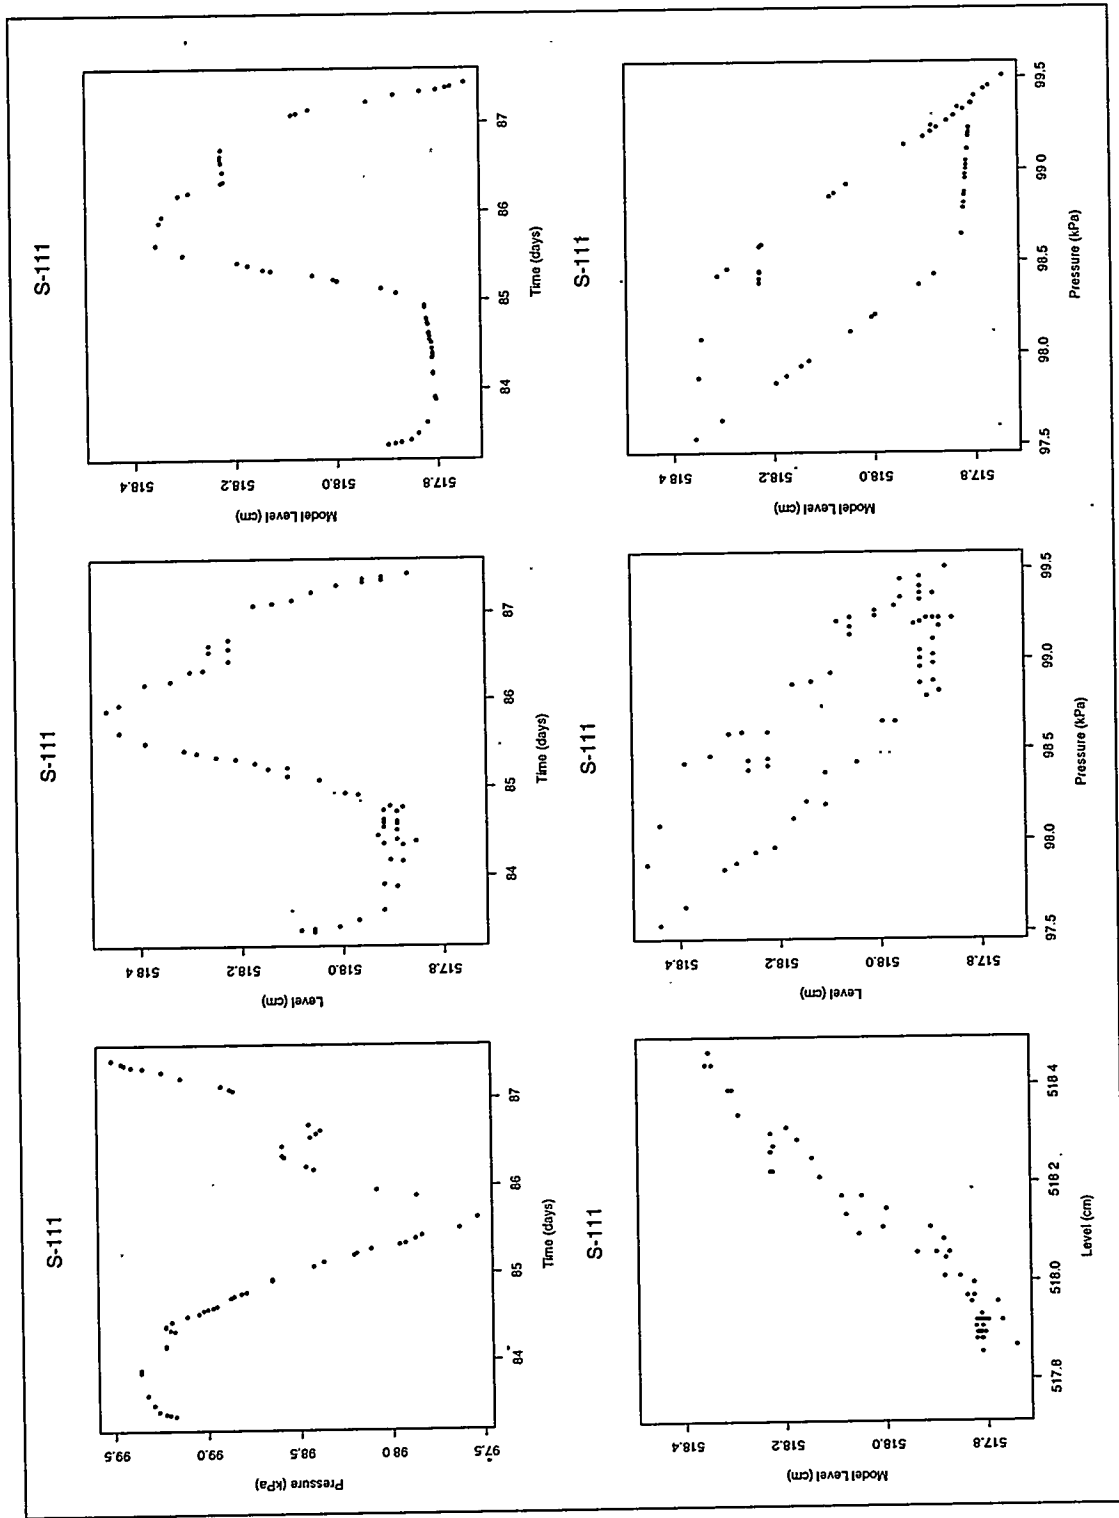 S-111
Pressure (kPa)
99.5
99.0
98.5
98.0
97.5
84 85 86 87
Time (days)
S-111
Level (cm)
518.4
518.2
518.0
517.8
84 85 86 87
Time (days)
S-111
Model Level (cm)
518.4
518.2
518.0
517.8
84 85 86 87
Time (days)
S-111
Model Level (cm)
518.4
518.2
518.0
517.8
517.8 518.0 518.2 518.4
Level (cm)
S-111
Level (cm)
518.4
518.2
518.0
517.8
97.5 98.0 98.5 99.0 99.5
Pressure (kPa)
S-111
Model Level (cm)
518.4
518.2
518.0
517.8
97.5 98.0 98.5 99.0 99.5
Pressure (kPa)